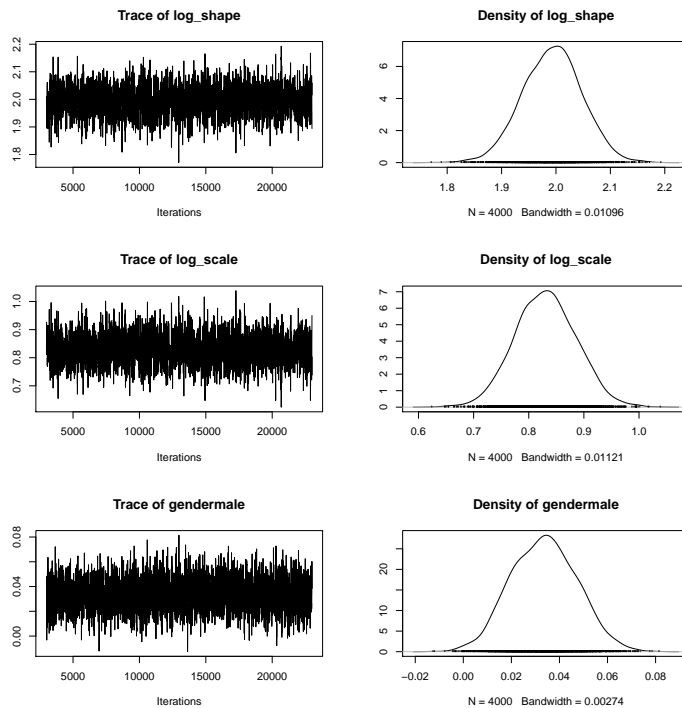 Trace of log_shape
2.2
2.1
2.0
1.9
1.8
5000 10000 15000 20000
Iterations
Density of log_shape
6
4
2
0
1.8 1.9 2.0 2.1 2.2
N = 4000 Bandwidth = 0.01096
Trace of log_scale
1.0
0.9
0.8
0.7
5000 10000 15000 20000
Iterations
Density of log_scale
7
6
5
4
3
2
1
0
0.6 0.7 0.8 0.9 1.0
N = 4000 Bandwidth = 0.01121
Trace of gendermale
0.08
0.04
0.00
5000 10000 15000 20000
Iterations
Density of gendermale
20
10
5
0
−0.02 0.00 0.02 0.04 0.06 0.08
N = 4000 Bandwidth = 0.00274